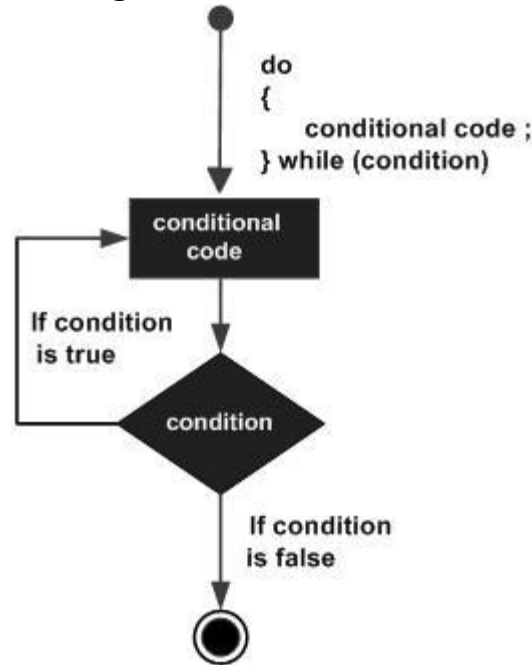 do
{
conditional code ;
} while (condition)
conditional
code
If condition
is true
condition
If condition
is false